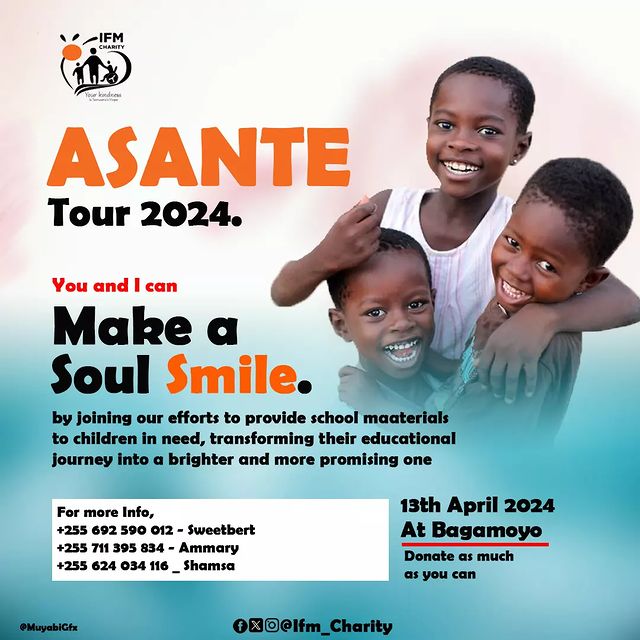 IFM
CHARITY
Your kindness
is Tomorrow's Hope
ASANTE
Tour 2024.
You and I can
Make a
Soul Smile.
by joining our efforts to provide school maaterials
to children in need, transforming their educational
journey into a brighter and more promising one
For more Info,
+255 692 590 012 - Sweetbert
+255 711 395 834 - Ammary
+255 624 034 116 _ Shamsa
13th April 2024
At Bagamoyo
Donate as much
as you can
@MuyabiGfx
@Ifm_Charity